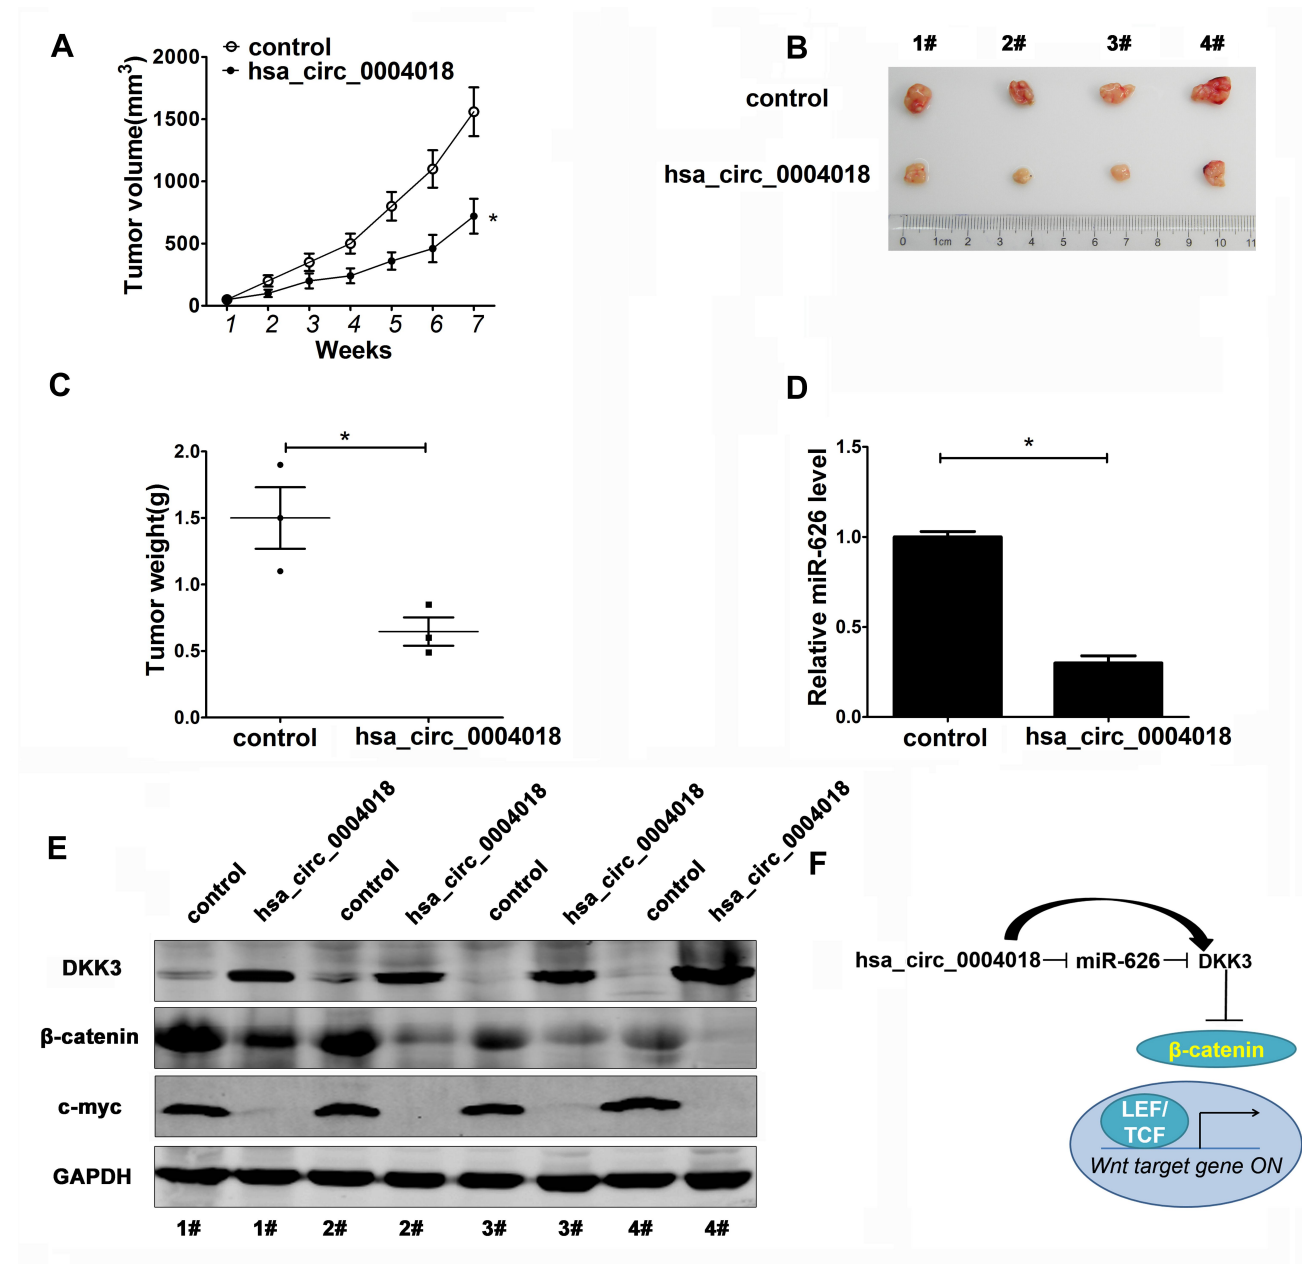 A
control
hsa_circ_0004018
Tumor volume(mm3)
2000
1500
1000
500
0
*
1 2 3 4 5 6 7
Weeks
B
1# 2# 3# 4#
control
hsa_circ_0004018
0 1cm 2 3 4 5 6 7 8 9 10 11
C
*
Tumor weight(g)
2.0
1.5
1.0
0.5
0.0
control hsa_circ_0004018
D
*
Relative miR-626 level
1.5
1.0
0.5
0.0
control hsa_circ_0004018
E
control hsa_circ_0004018 control hsa_circ_0004018 control hsa_circ_0004018 control hsa_circ_0004018
DKK3
β-catenin
c-myc
GAPDH
1# 1# 2# 2# 3# 3# 4# 4#
F
hsa_circ_0004018 miR-626 DKK3
β-catenin
LEF/
TCF
Wnt target gene ON